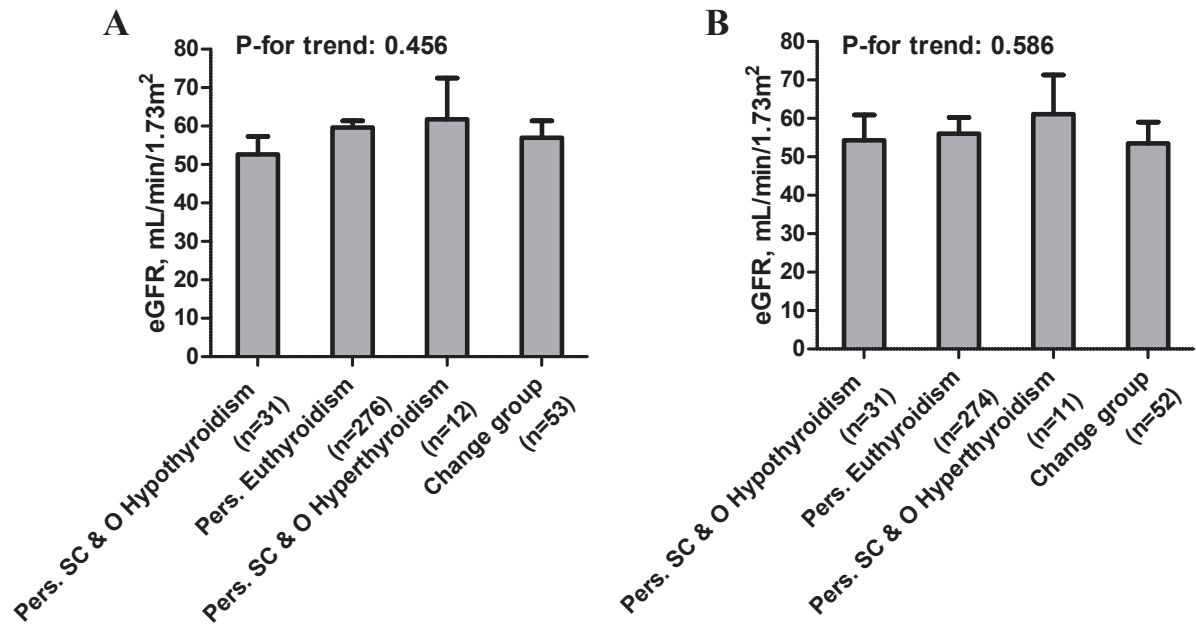 A
P-for trend: 0.456
eGFR, mL/min/1.73m²
80
70
60
50
40
30
20
10
0
Pers. SC & O Hypothyroidism
(n=31)
Pers. Euthyroidism
(n=276)
Pers. SC & O Hyperthyroidism
(n=12)
Change group
(n=53)
B
P-for trend: 0.586
eGFR, mL/min/1.73m²
80
70
60
50
40
30
20
10
0
Pers. SC & O Hypothyroidism
(n=31)
Pers. Euthyroidism
(n=274)
Pers. SC & O Hyperthyroidism
(n=11)
Change group
(n=52)